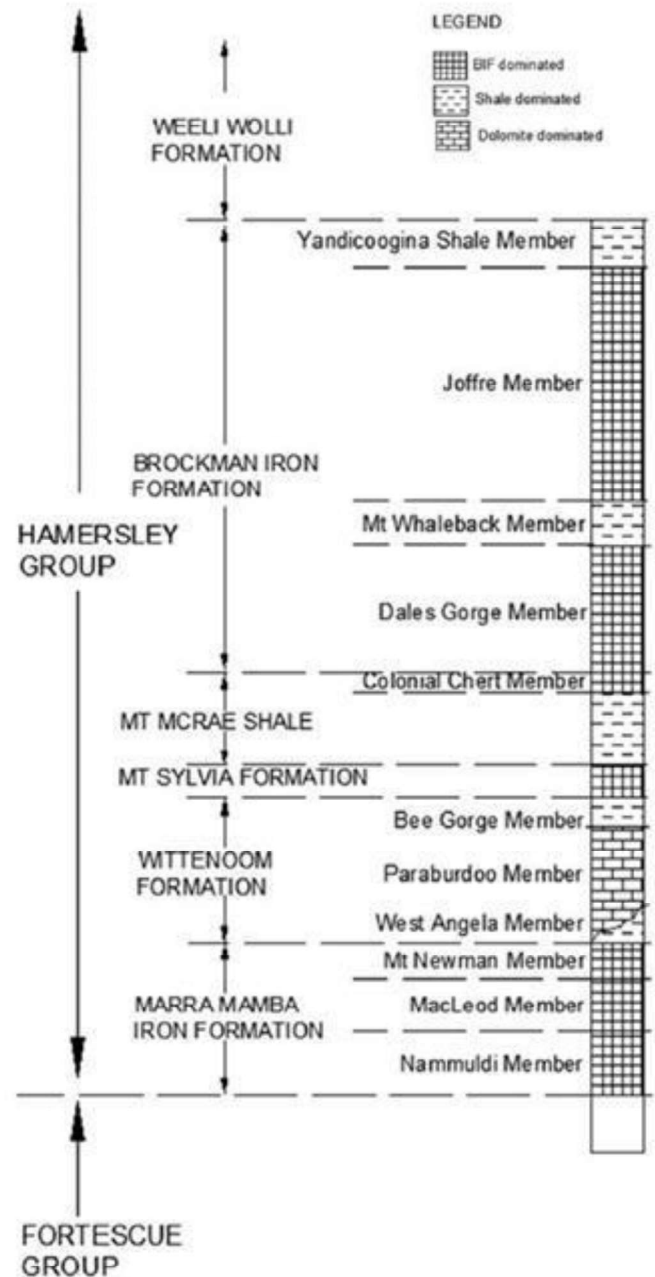 LEGEND
BIF dominated
Shale dominated
Dolomite dominated
WEELI WOLLI
FORMATION
Yandicoogina Shale Member
Joffre Member
BROCKMAN IRON
FORMATION
Mt Whaleback Member
HAMERSLEY
GROUP
Dales Gorge Member
Colonial Chert Member
MT MCRAE SHALE
MT SYLVIA FORMATION
Bee Gorge Member
WITTENOOM
FORMATION
Paraburdoo Member
West Angela Member
Mt Newman Member
MARRA MAMBA
IRON FORMATION
MacLeod Member
Nammuldi Member
FORTESCUE
GROUP